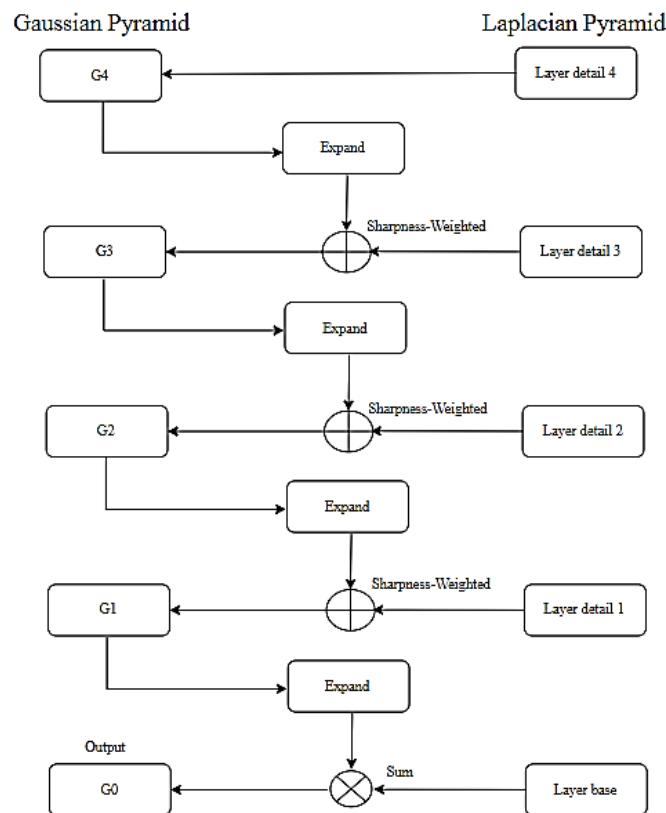 Gaussian Pyramid
Laplacian Pyramid
G4
Layer detail 4
Expand
Sharpness-Weighted
G3
Layer detail 3
Expand
Sharpness-Weighted
G2
Layer detail 2
Expand
Sharpness-Weighted
G1
Layer detail 1
Expand
Output
Sum
G0
Layer base